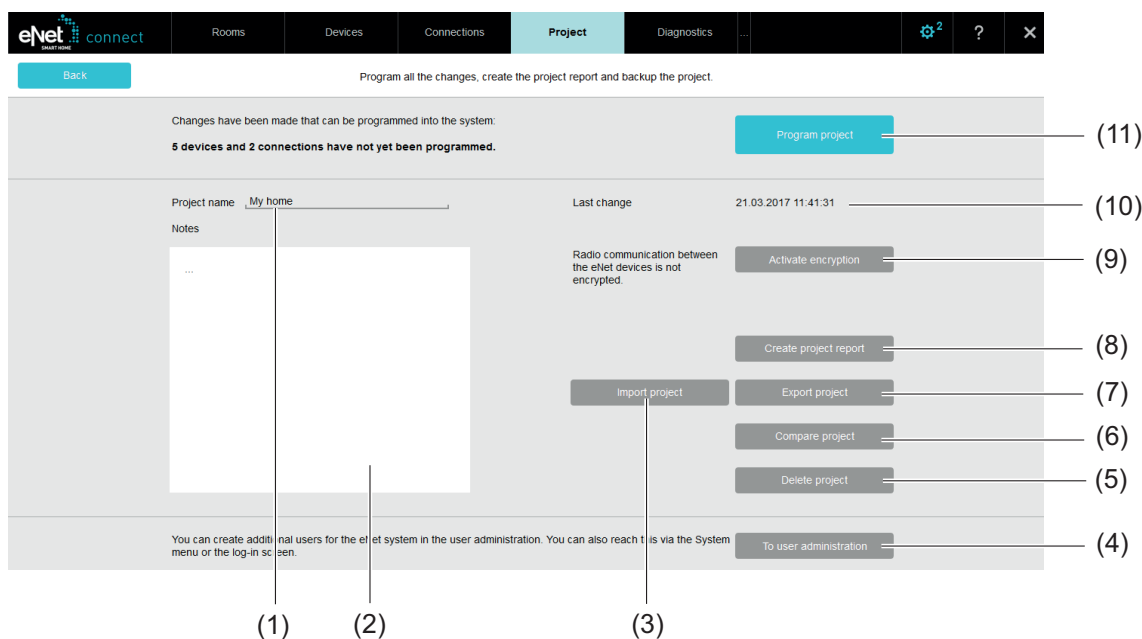 eNet connect
SMART HOME
Rooms
Devices
Connections
Project
Diagnostics
...
2
?
×
Back
Program all the changes, create the project report and backup the project.
Changes have been made that can be programmed into the system:
5 devices and 2 connections have not yet been programmed.
Program project
(11)
Project name
My home
Last change
21.03.2017 11:41:31
(10)
Notes
...
Radio communication between
the eNet devices is not
encrypted.
Activate encryption
(9)
Create project report
(8)
Import project
Export project
(7)
Compare project
(6)
Delete project
(5)
You can create additional users for the eNet system in the user administration. You can also reach this via the System
menu or the log-in screen.
To user administration
(4)
(1)
(2)
(3)